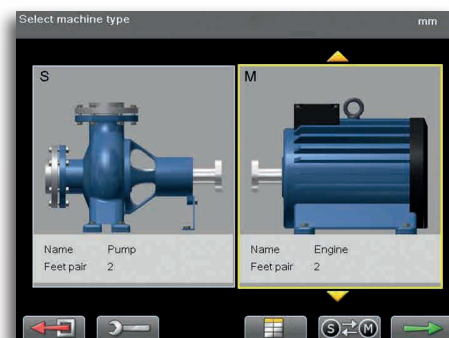 Select machine type
mm
S
M
Name Pump
Feet pair 2
Name Engine
Feet pair 2
S M